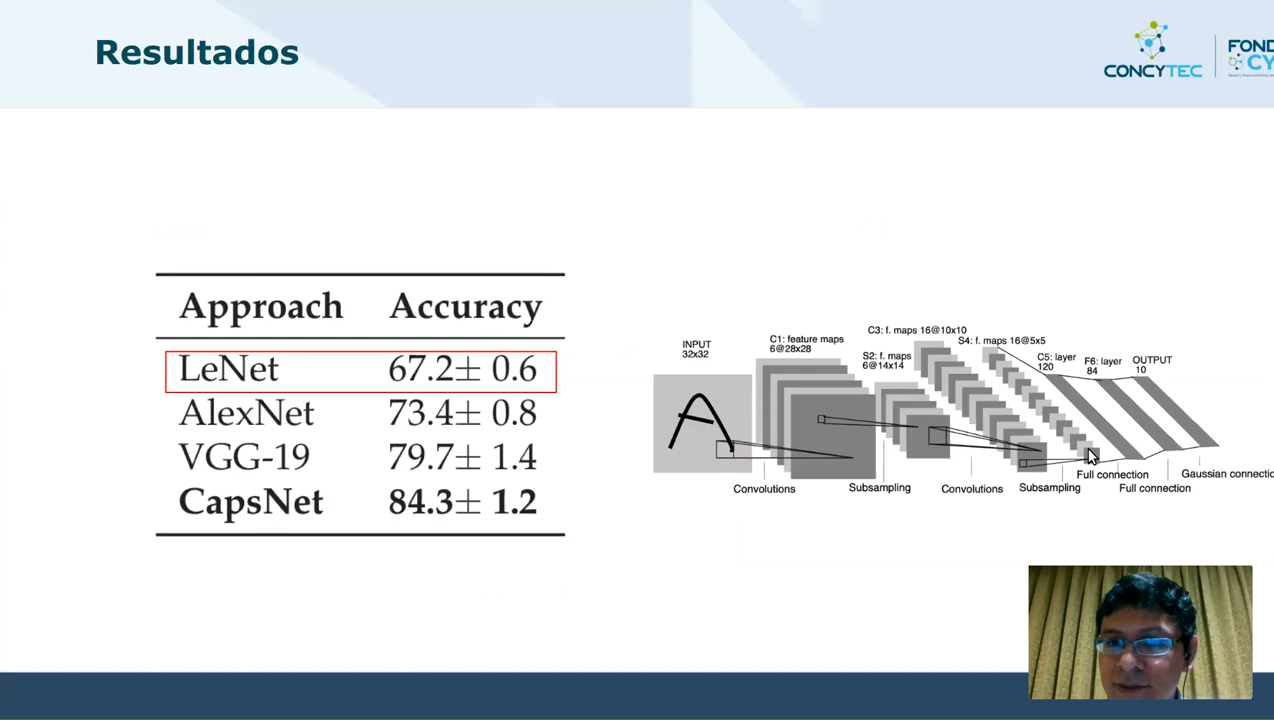 Resultados
CONCYTEC
FOND
CY
Approach Accuracy
LeNet 67.2± 0.6
AlexNet 73.4± 0.8
VGG-19 79.7± 1.4
CapsNet 84.3± 1.2
INPUT
32x32
C1: feature maps
6@28x28
S2: f. maps
6@14x14
C3: f. maps 16@10x10
S4: f. maps 16@5x5
C5: layer
120
F6: layer
84
OUTPUT
10
Convolutions
Subsampling
Convolutions
Subsampling
Full connection
Full connection
Gaussian connectio